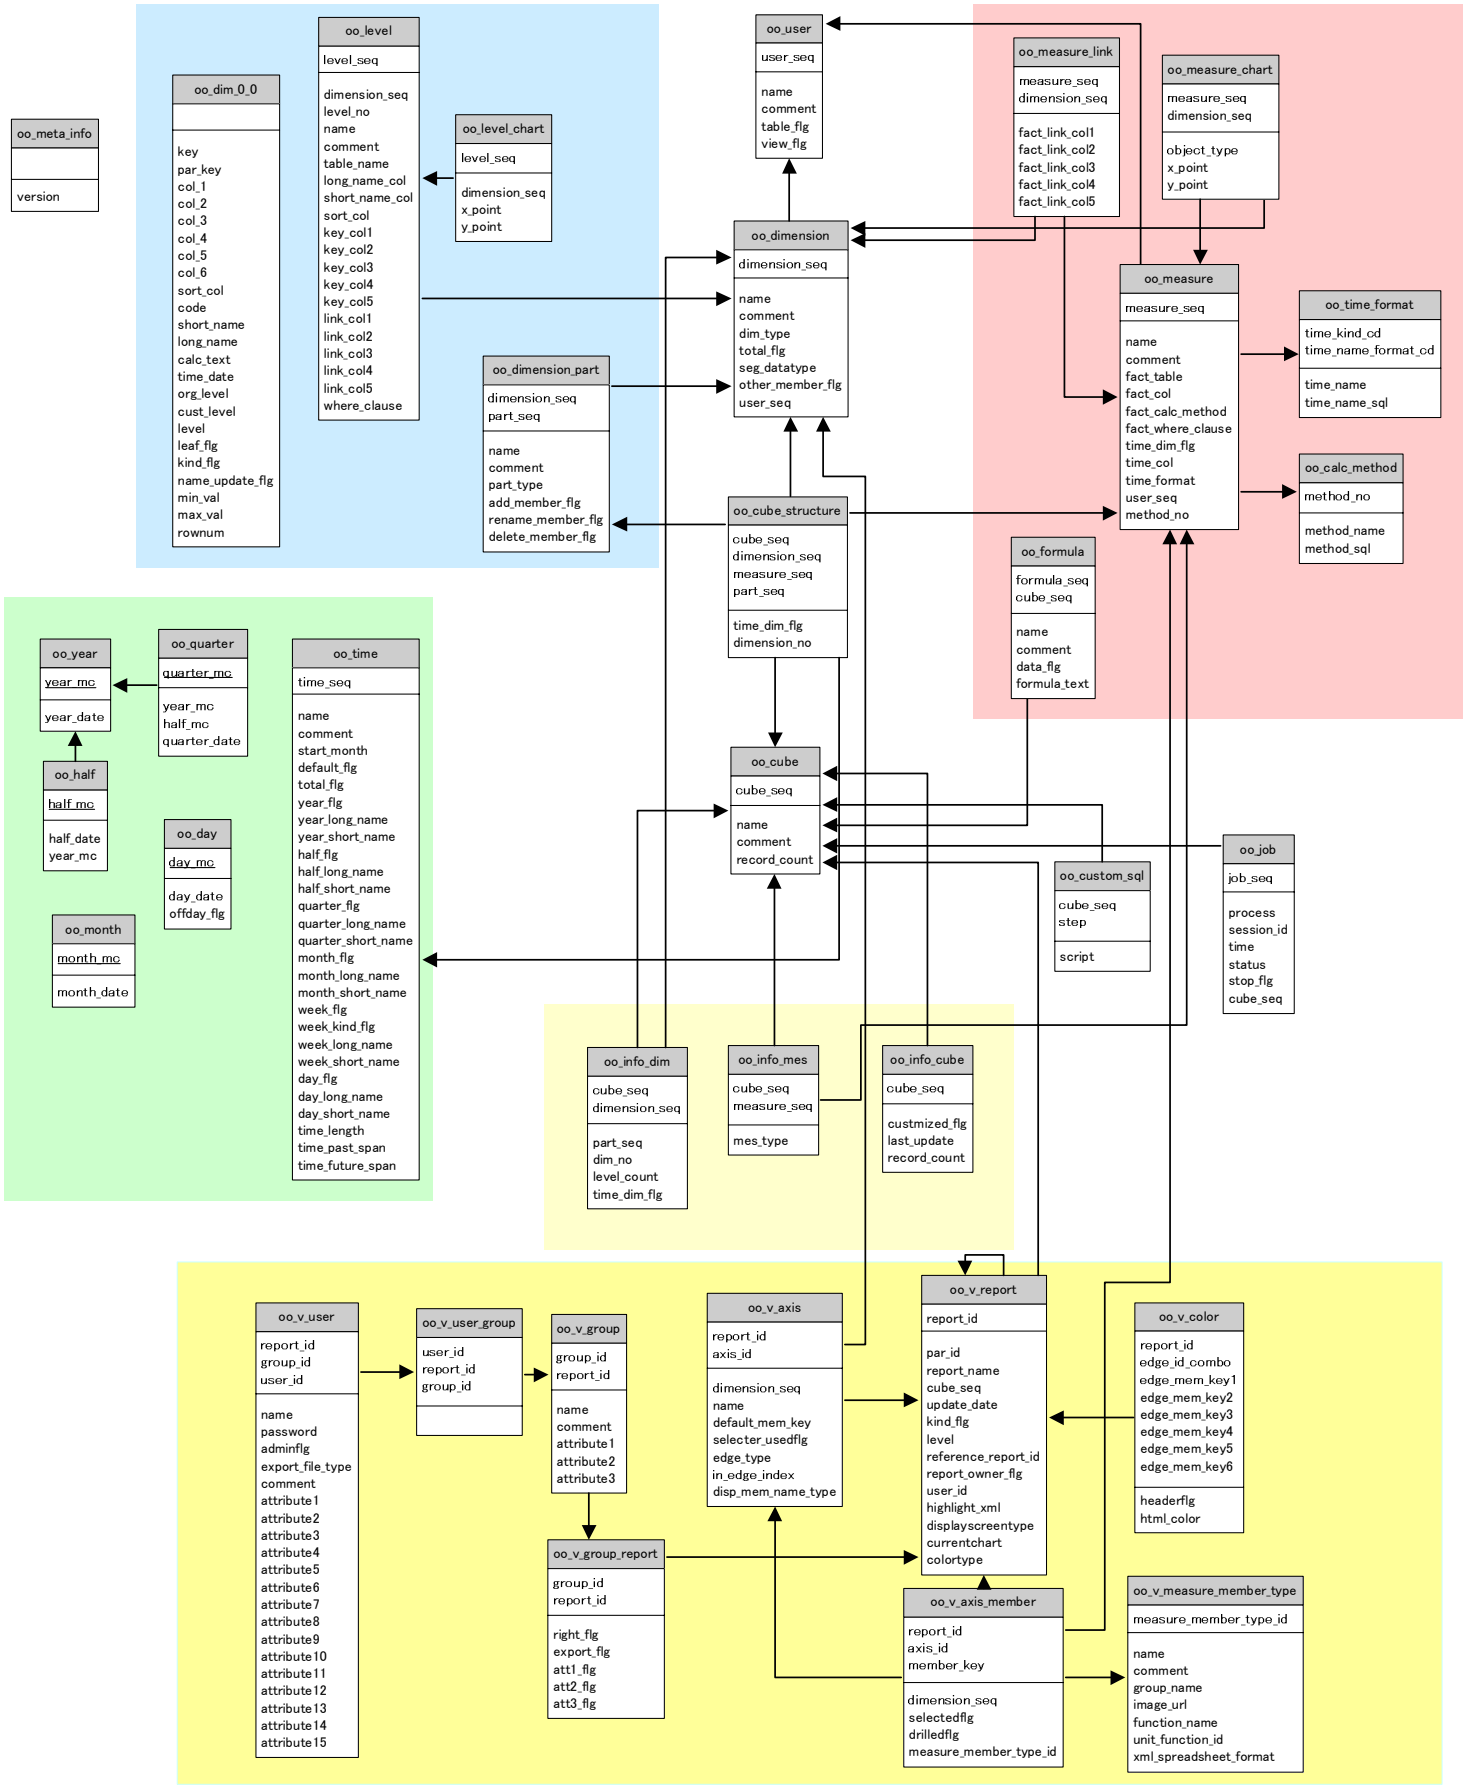 oo_meta_info
version
oo_dim_0_0
key
par_key
col_1
col_2
col_3
col_4
col_5
col_6
sort_col
code
short_name
long_name
calc_text
time_date
org_level
cust_level
level
leaf_flg
kind_flg
name_update_flg
min_val
max_val
rownum
oo_level
level_seq
dimension_seq
level_no
name
comment
table_name
long_name_col
short_name_col
sort_col
key_col1
key_col2
key_col3
key_col4
key_col5
link_col1
link_col2
link_col3
link_col4
link_col5
where_clause
oo_level_chart
level_seq
dimension_seq
x_point
y_point
oo_dimension_part
dimension_seq
part_seq
name
comment
part_type
add_member_flg
rename_member_flg
delete_member_flg
oo_user
user_seq
name
comment
table_flg
view_flg
oo_dimension
dimension_seq
name
comment
dim_type
total_flg
seg_datatype
other_member_flg
user_seq
oo_cube_structure
cube_seq
dimension_seq
measure_seq
part_seq
time_dim_flg
dimension_no
oo_measure_link
measure_seq
dimension_seq
fact_link_col1
fact_link_col2
fact_link_col3
fact_link_col4
fact_link_col5
oo_measure_chart
measure_seq
dimension_seq
object_type
x_point
y_point
oo_measure
measure_seq
name
comment
fact_table
fact_col
fact_calc_method
fact_where_clause
time_dim_flg
time_col
time_format
user_seq
method_no
oo_time_format
time_kind_cd
time_name_format_cd
time_name
time_name_sql
oo_calc_method
method_no
method_name
method_sql
oo_formula
formula_seq
cube_seq
name
comment
data_flg
formula_text
oo_year
year_mc
year_date
oo_quarter
quarter_mc
year_mc
half_mc
quarter_date
oo_half
half_mc
half_date
year_mc
oo_day
day_mc
day_date
offday_flg
oo_month
month_mc
month_date
oo_time
time_seq
name
comment
start_month
default_flg
total_flg
year_flg
year_long_name
year_short_name
half_flg
half_long_name
half_short_name
quarter_flg
quarter_long_name
quarter_short_name
month_flg
month_long_name
month_short_name
week_flg
week_kind_flg
week_long_name
week_short_name
day_flg
day_long_name
day_short_name
time_length
time_past_span
time_future_span
oo_cube
cube_seq
name
comment
record_count
oo_custom_sql
cube_seq
step
script
oo_job
job_seq
process
session_id
time
status
stop_flg
cube_seq
oo_info_dim
cube_seq
dimension_seq
part_seq
dim_no
level_count
time_dim_flg
oo_info_mes
cube_seq
measure_seq
mes_type
oo_info_cube
cube_seq
custmized_flg
last_update
record_count
oo_v_user
report_id
group_id
user_id
name
password
adminflg
export_file_type
comment
attribute1
attribute2
attribute3
attribute4
attribute5
attribute6
attribute7
attribute8
attribute9
attribute10
attribute11
attribute12
attribute13
attribute14
attribute15
oo_v_user_group
user_id
report_id
group_id
oo_v_group
group_id
report_id
name
comment
attribute1
attribute2
attribute3
oo_v_group_report
group_id
report_id
right_flg
export_flg
att1_flg
att2_flg
att3_flg
oo_v_axis
report_id
axis_id
dimension_seq
name
default_mem_key
selecter_usedflg
edge_type
in_edge_index
disp_mem_name_type
oo_v_report
report_id
par_id
report_name
cube_seq
update_date
kind_flg
level
reference_report_id
report_owner_flg
user_id
highlight_xml
displayscreentype
currentchart
colortype
oo_v_color
report_id
edge_id_combo
edge_mem_key1
edge_mem_key2
edge_mem_key3
edge_mem_key4
edge_mem_key5
edge_mem_key6
headerflg
html_color
oo_v_axis_member
report_id
axis_id
member_key
dimension_seq
selectedflg
drilledflg
measure_member_type_id
oo_v_measure_member_type
measure_member_type_id
name
comment
group_name
image_url
function_name
unit_function_id
xml_spreadsheet_format